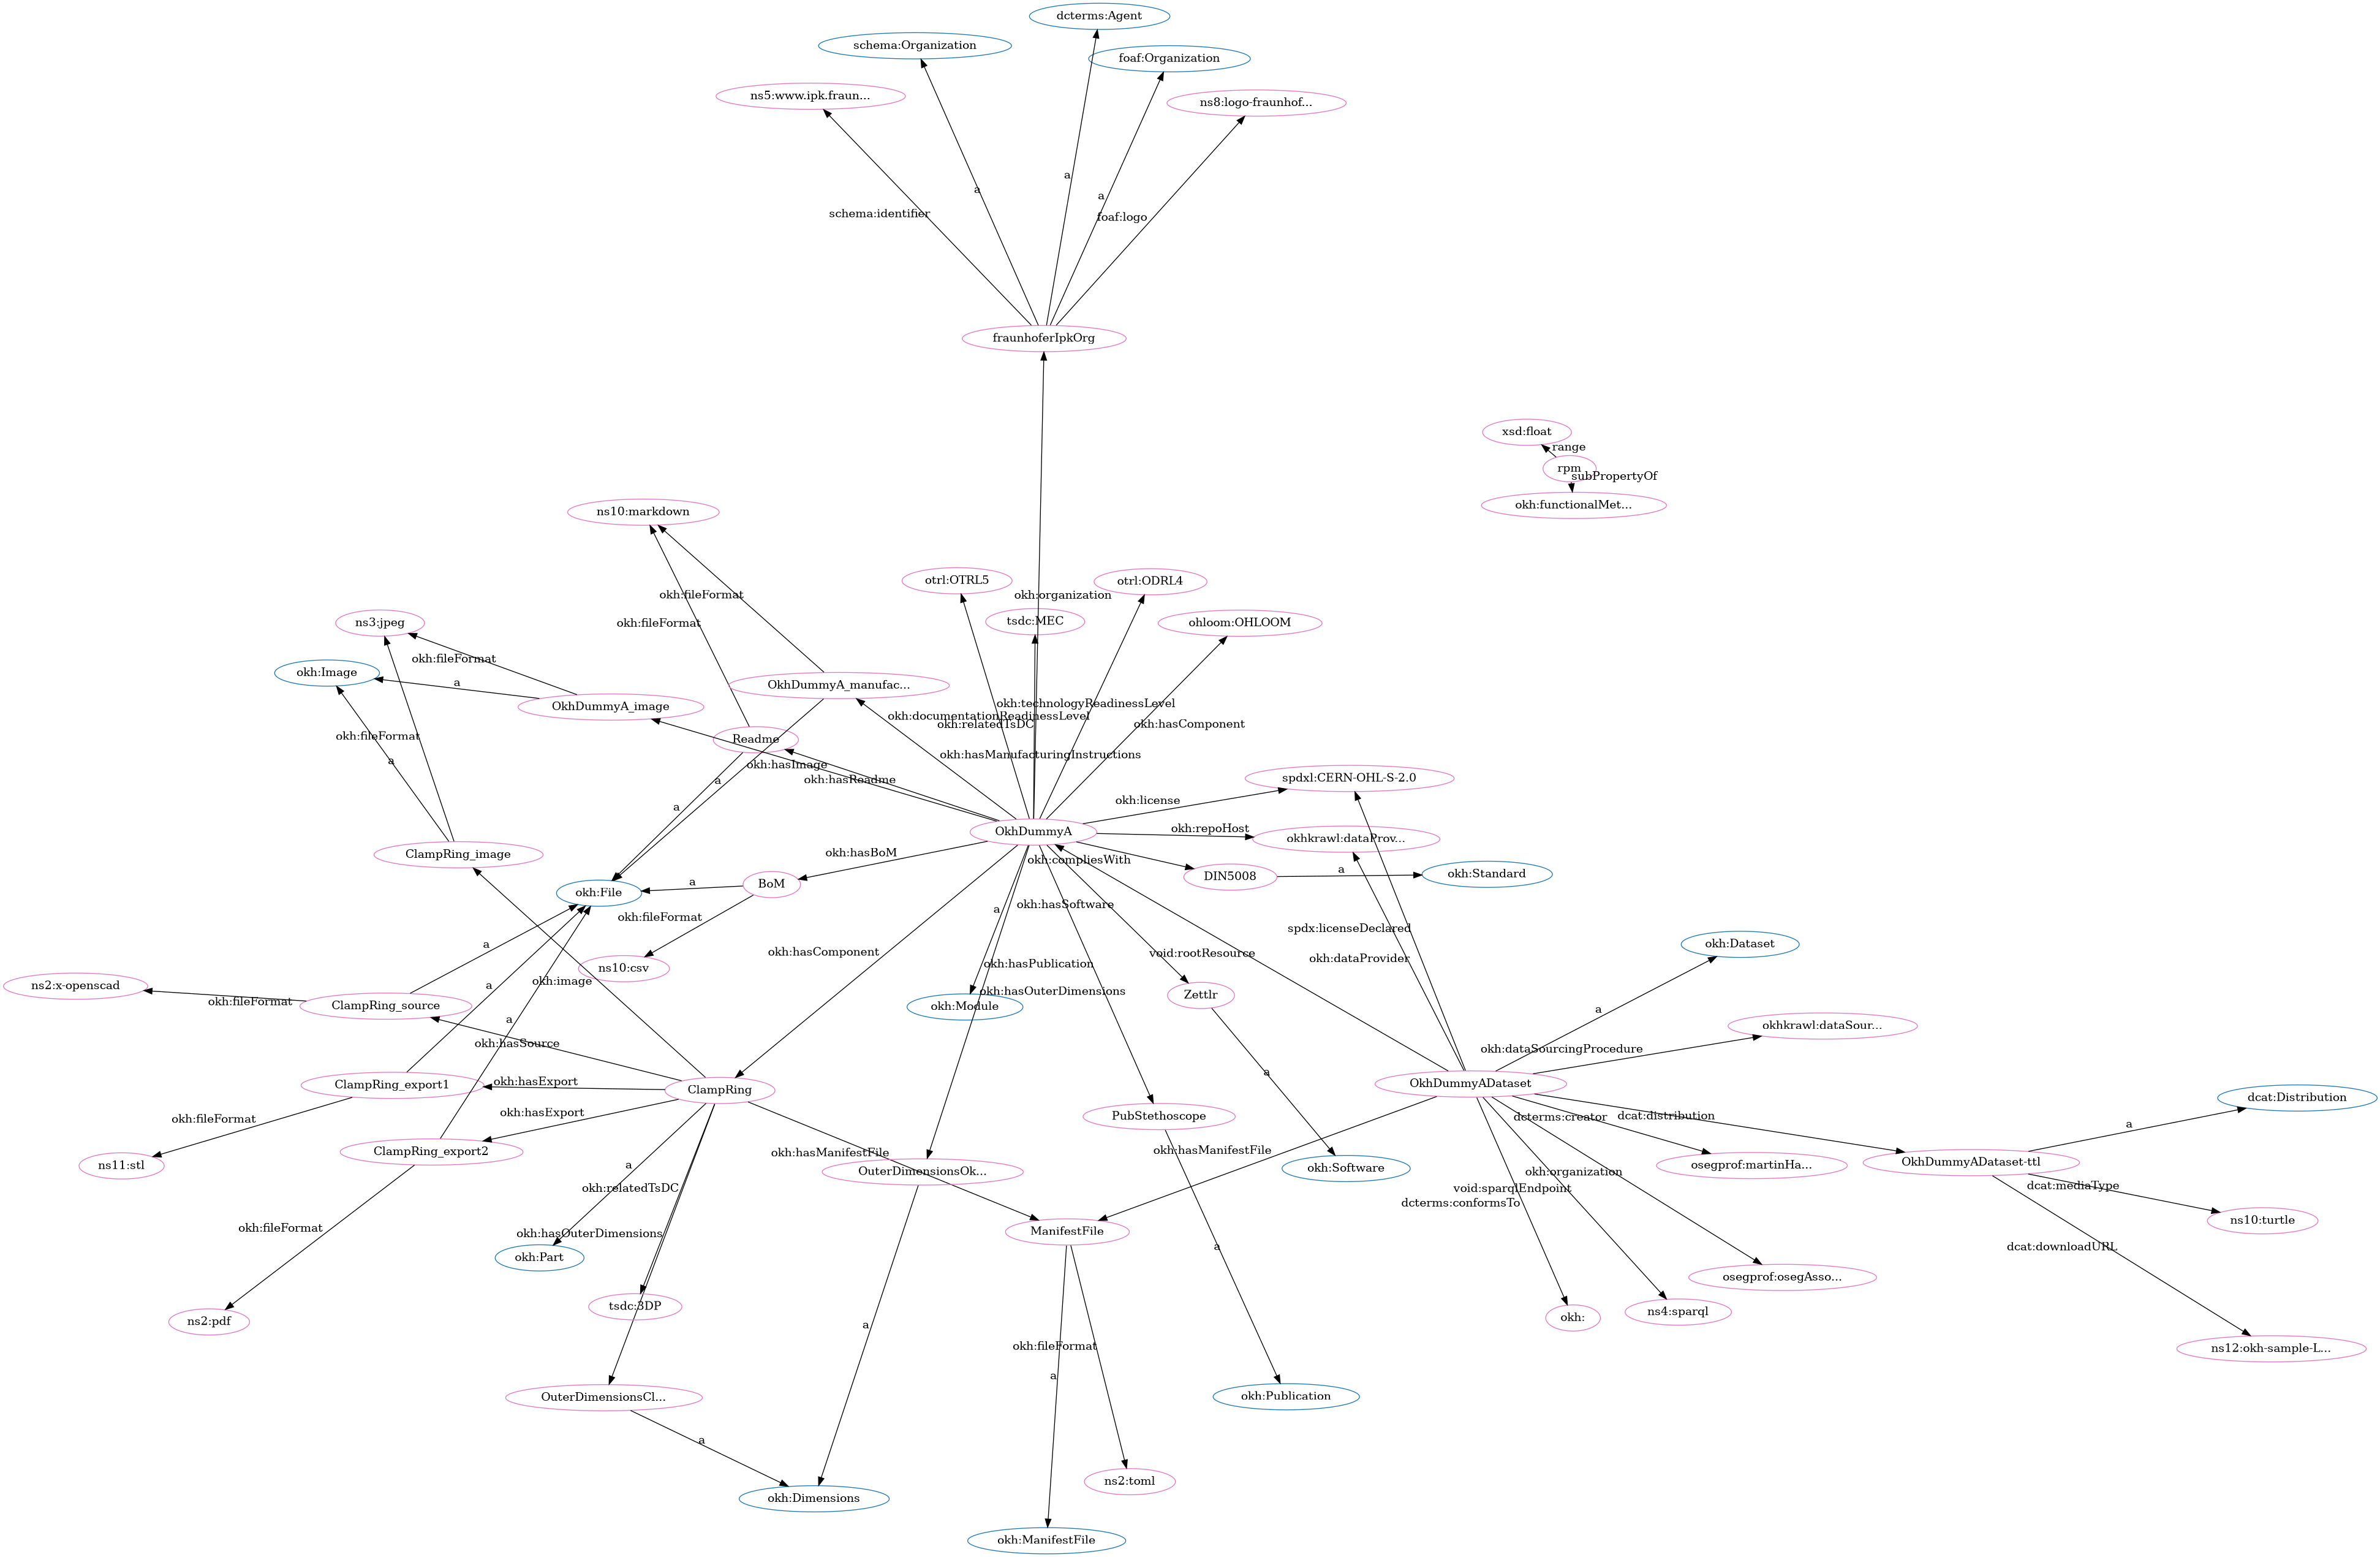 dcterms:Agent
schema:Organization
foaf:Organization
ns5:www.ipk.fraun...
ns8:logo-fraunhof...
a
a
a
schema:identifier
foaf:logo
fraunhoferIpkOrg
xsd:float
range
rpm
subPropertyOf
okh:functionalMet...
ns10:markdown
otrl:OTRL5
otrl:ODRL4
okh:fileFormat
okh:organization
ns3:jpeg
okh:fileFormat
tsdc:MEC
ohloom:OHLOOM
okh:fileFormat
okh:Image
a
OkhDummyA_manufac...
OkhDummyA_image
okh:technologyReadinessLevel
okh:documentationReadinessLevel
okh:relatedTsDC
okh:hasComponent
okh:fileFormat
Readme
okh:hasManufacturingInstructions
a
okh:hasImage
okh:hasReadme
a
spdxl:CERN-OHL-S-2.0
a
okh:license
OkhDummyA
okh:repoHost
okhkrawl:dataProv...
ClampRing_image
okh:hasBoM
okh:compliesWith
okh:File
a
BoM
DIN5008
a
okh:Standard
okh:fileFormat
a
okh:hasSoftware
spdx:licenseDeclared
a
okh:hasComponent
void:rootResource
okh:dataProvider
okh:Dataset
ns10:csv
okh:hasPublication
ns2:x-openscad
a
okh:image
okh:hasOuterDimensions
Zettlr
okh:fileFormat
ClampRing_source
okh:Module
a
a
okhkrawl:dataSour...
okh:hasSource
okh:dataSourcingProcedure
ClampRing_export1
okh:hasExport
ClampRing
a
OkhDummyADataset
dcat:Distribution
okh:fileFormat
okh:hasExport
PubStethoscope
dcterms:creator
dcat:distribution
a
ClampRing_export2
okh:hasManifestFile
okh:hasManifestFile
ns11:stl
a
OuterDimensionsOk...
okh:Software
okh:organization
osegprof:martinHa...
OkhDummyADataset-ttl
okh:relatedTsDC
void:sparqlEndpoint
dcat:mediaType
dcterms:conformsTo
okh:fileFormat
okh:hasOuterDimensions
ManifestFile
ns10:turtle
okh:Part
a
dcat:downloadURL
osegprof:osegAsso...
ns2:pdf
tsdc:3DP
a
okh:
ns4:sparql
okh:fileFormat
ns12:okh-sample-L...
a
OuterDimensionsCl...
okh:Publication
a
ns2:toml
okh:Dimensions
okh:ManifestFile